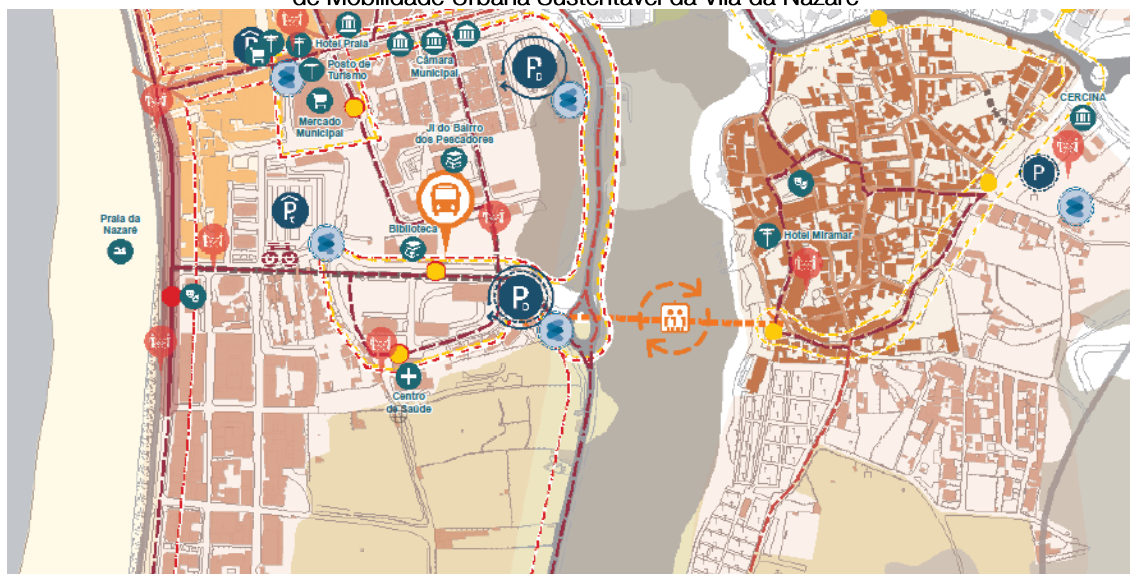 de Mobilidade Urbana Sustentável da Vila da Nazaré
Hotel Praia
Posto de
Turismo
Câmara
Municipal
Mercado
Municipal
JI do Bairro
dos Pescadores
CERCINA
P
D
P
C
P
Praia da
Nazaré
Biblioteca
Hotel Miramar
P
D
Centro
de Saúde